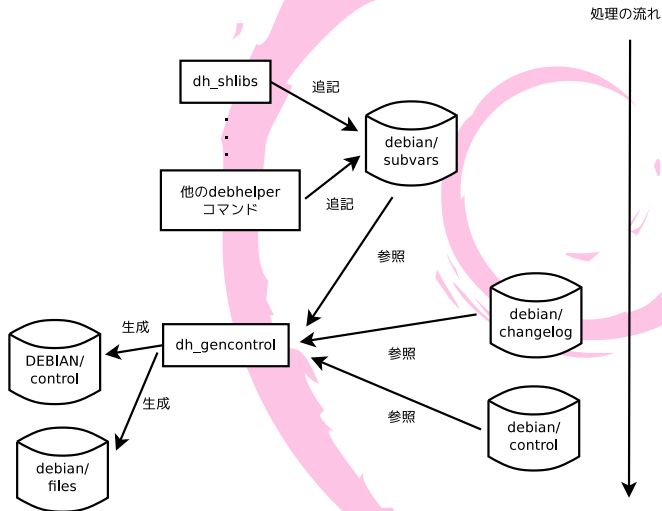 処理の流れ
dh_shlibs
追記
debian/
subvars
他のdebhelper
コマンド
追記
参照
debian/
changelog
生成
dh_gencontrol
DEBIAN/
control
参照
生成
参照
debian/
control
debian/
files